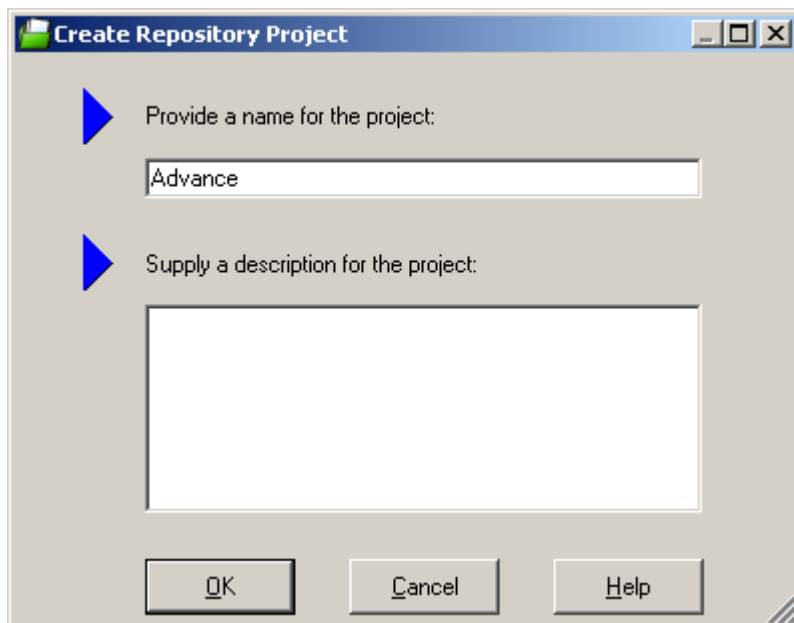 Create Repository Project
Provide a name for the project:
Advance
Supply a description for the project:
OK
Cancel
Help